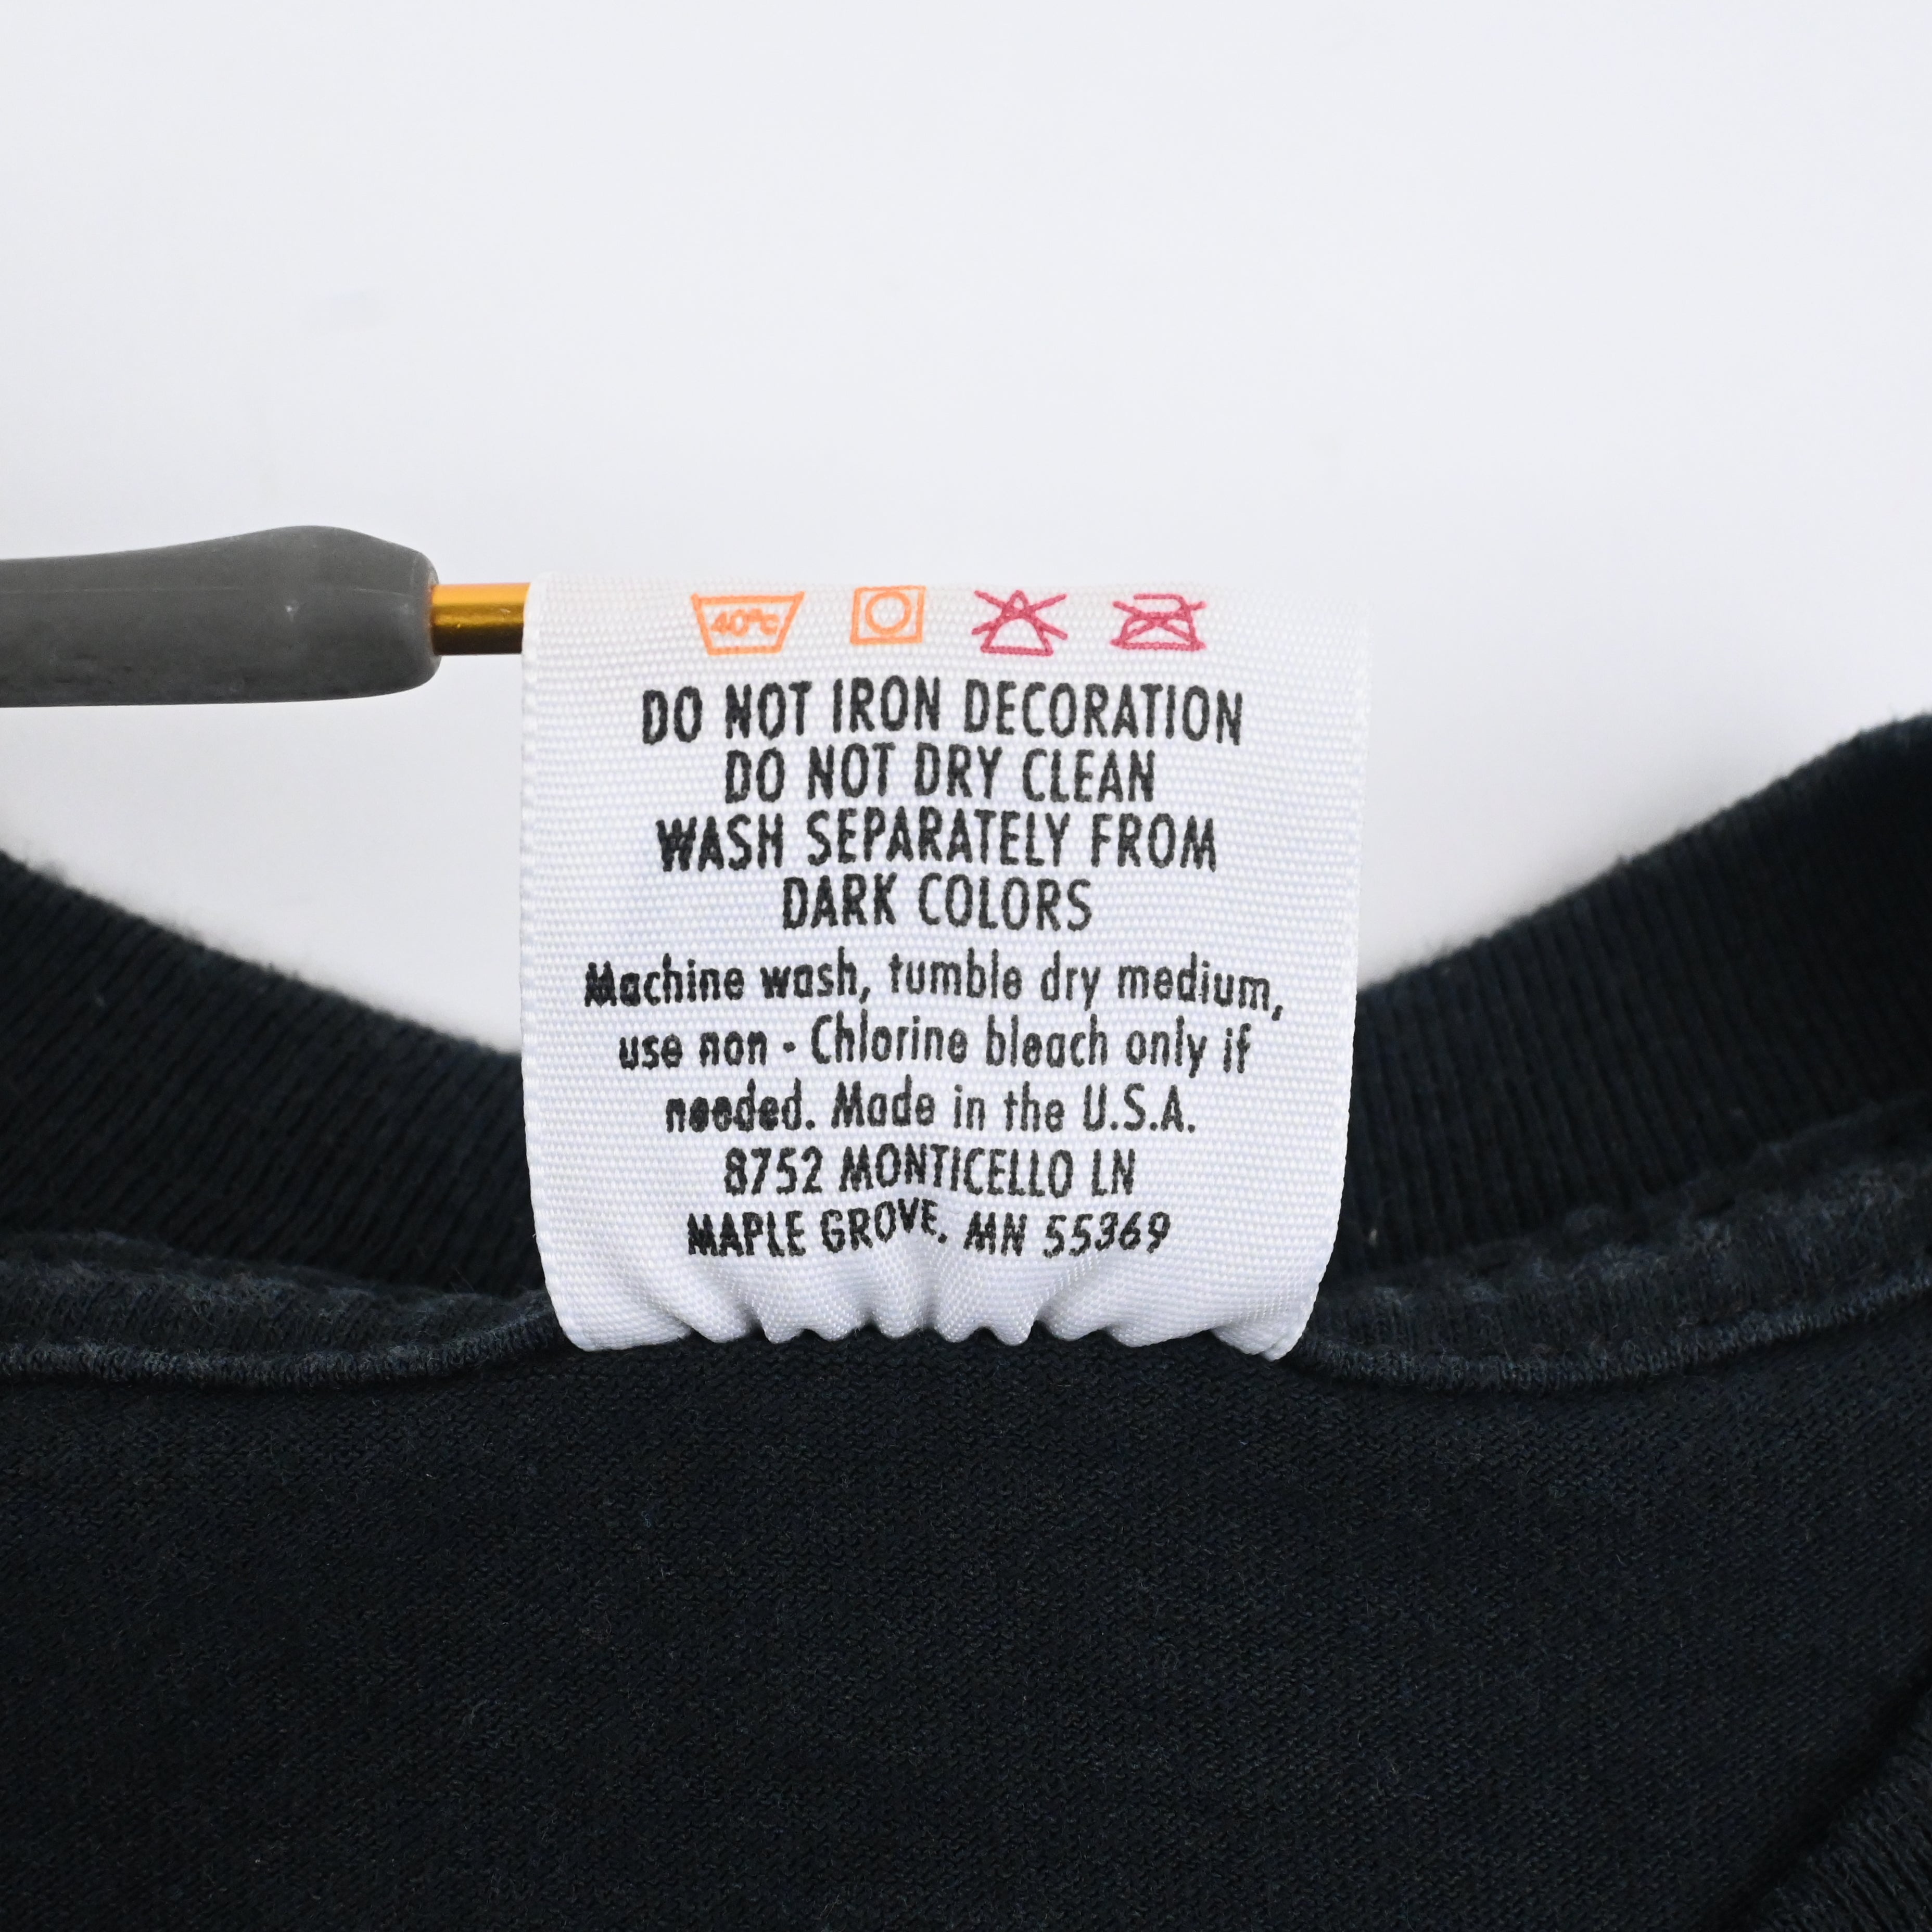 40°C
DO NOT IRON DECORATION
DO NOT DRY CLEAN
WASH SEPARATELY FROM
DARK COLORS
Machine wash, tumble dry medium,
use non - Chlorine bleach only if
needed. Made in the U.S.A.
8752 MONTICELLO LN
MAPLE GROVE, MN 55369